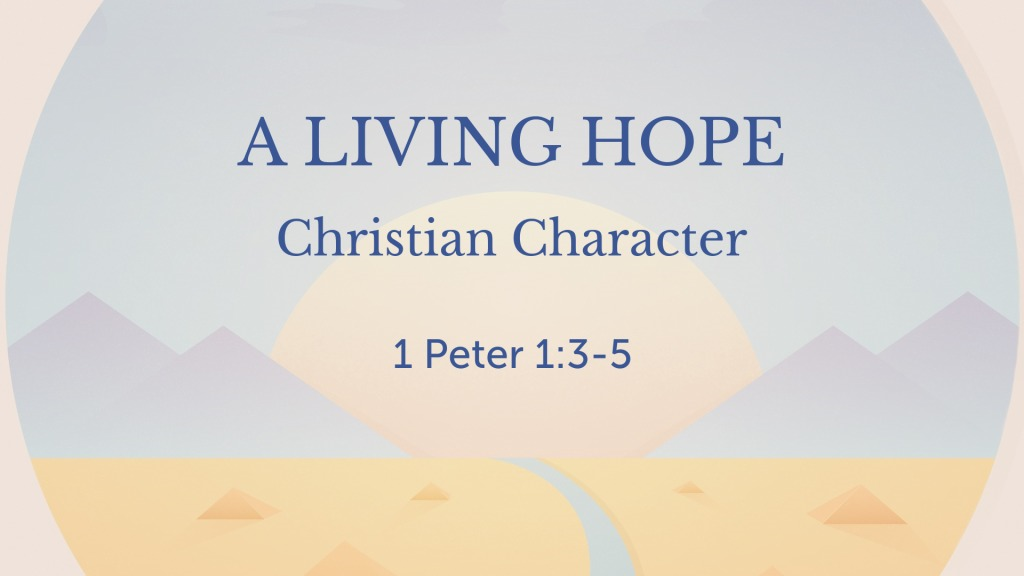 A LIVING HOPE
Christian Character
1 Peter 1:3-5